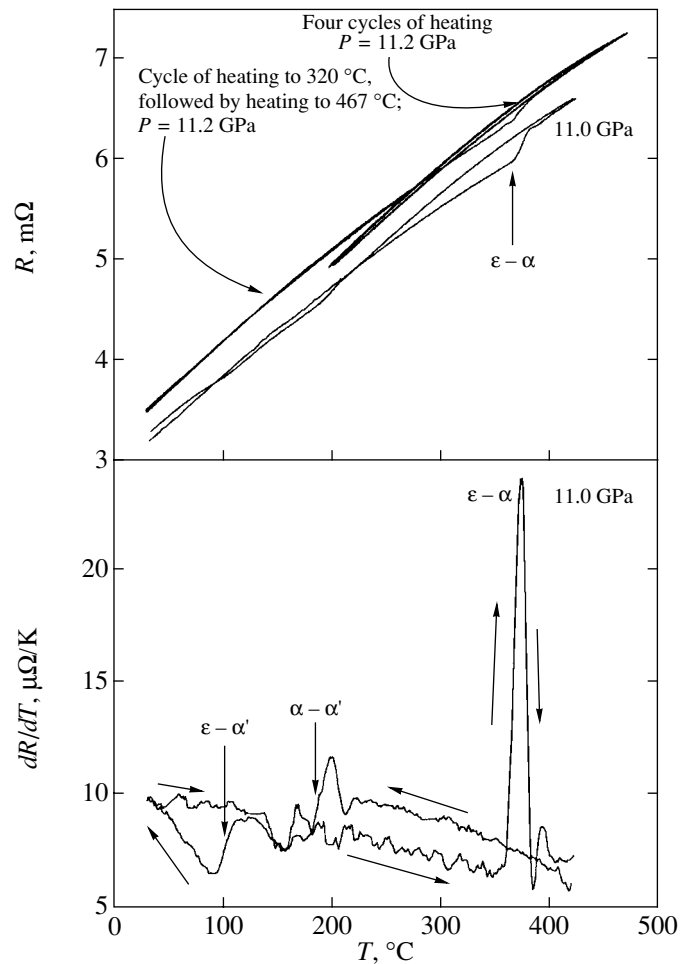 Four cycles of heating
P = 11.2 GPa
Cycle of heating to 320 °C,
followed by heating to 467 °C;
P = 11.2 GPa
11.0 GPa
ε – α
R, mΩ
7
6
5
4
3
ε – α
11.0 GPa
α – α'
ε – α'
dR/dT, μΩ/K
20
15
10
5
0
100
200
300
400
500
T, °C